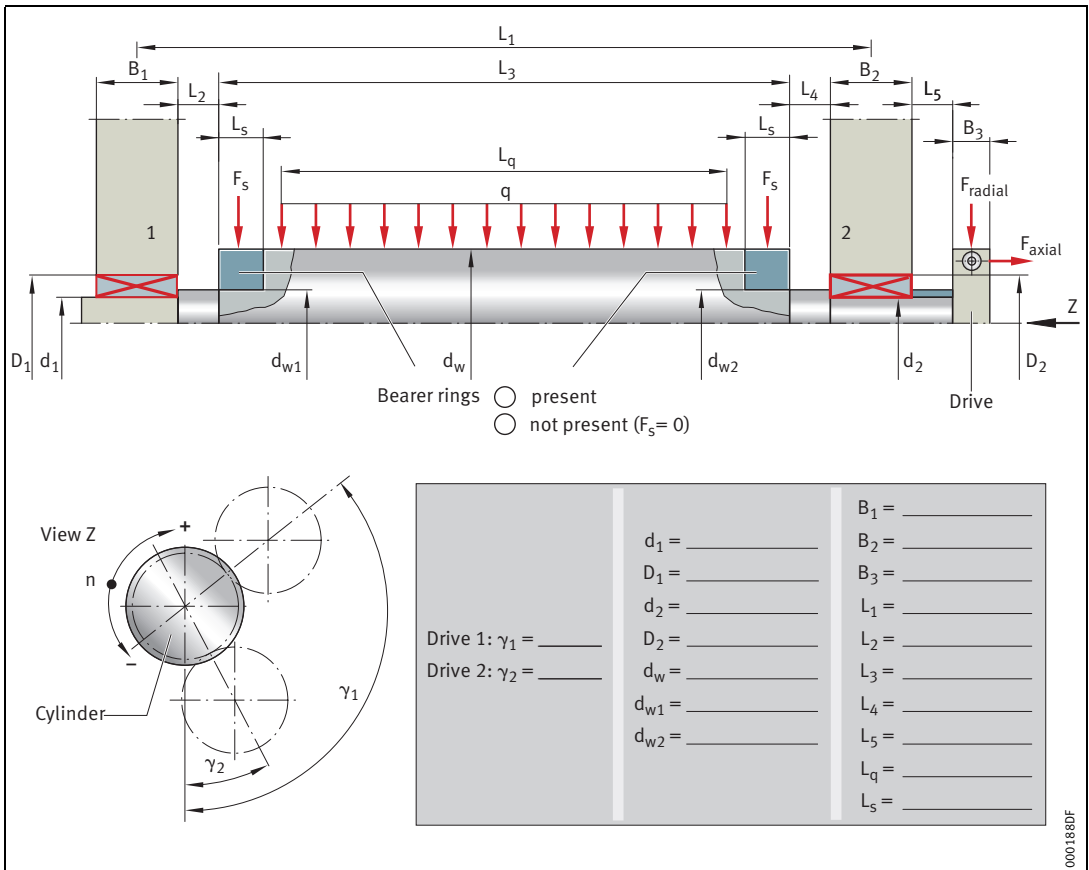 L1
B1
L3
B2
L2
L4
L5
Ls
Ls
B3
Lq
Fs
q
Fs
Fradial
1
2
Faxial
Z
D1
d1
dw1
dw
dw2
d2
D2
Bearer rings
present
not present (Fs= 0)
Drive
View Z
+
n
–
Cylinder
γ1
γ2
Drive 1: γ1 =
Drive 2: γ2 =
d1 =
D1 =
d2 =
D2 =
dw =
dw1 =
dw2 =
B1 =
B2 =
B3 =
L1 =
L2 =
L3 =
L4 =
L5 =
Lq =
Ls =
000188DF